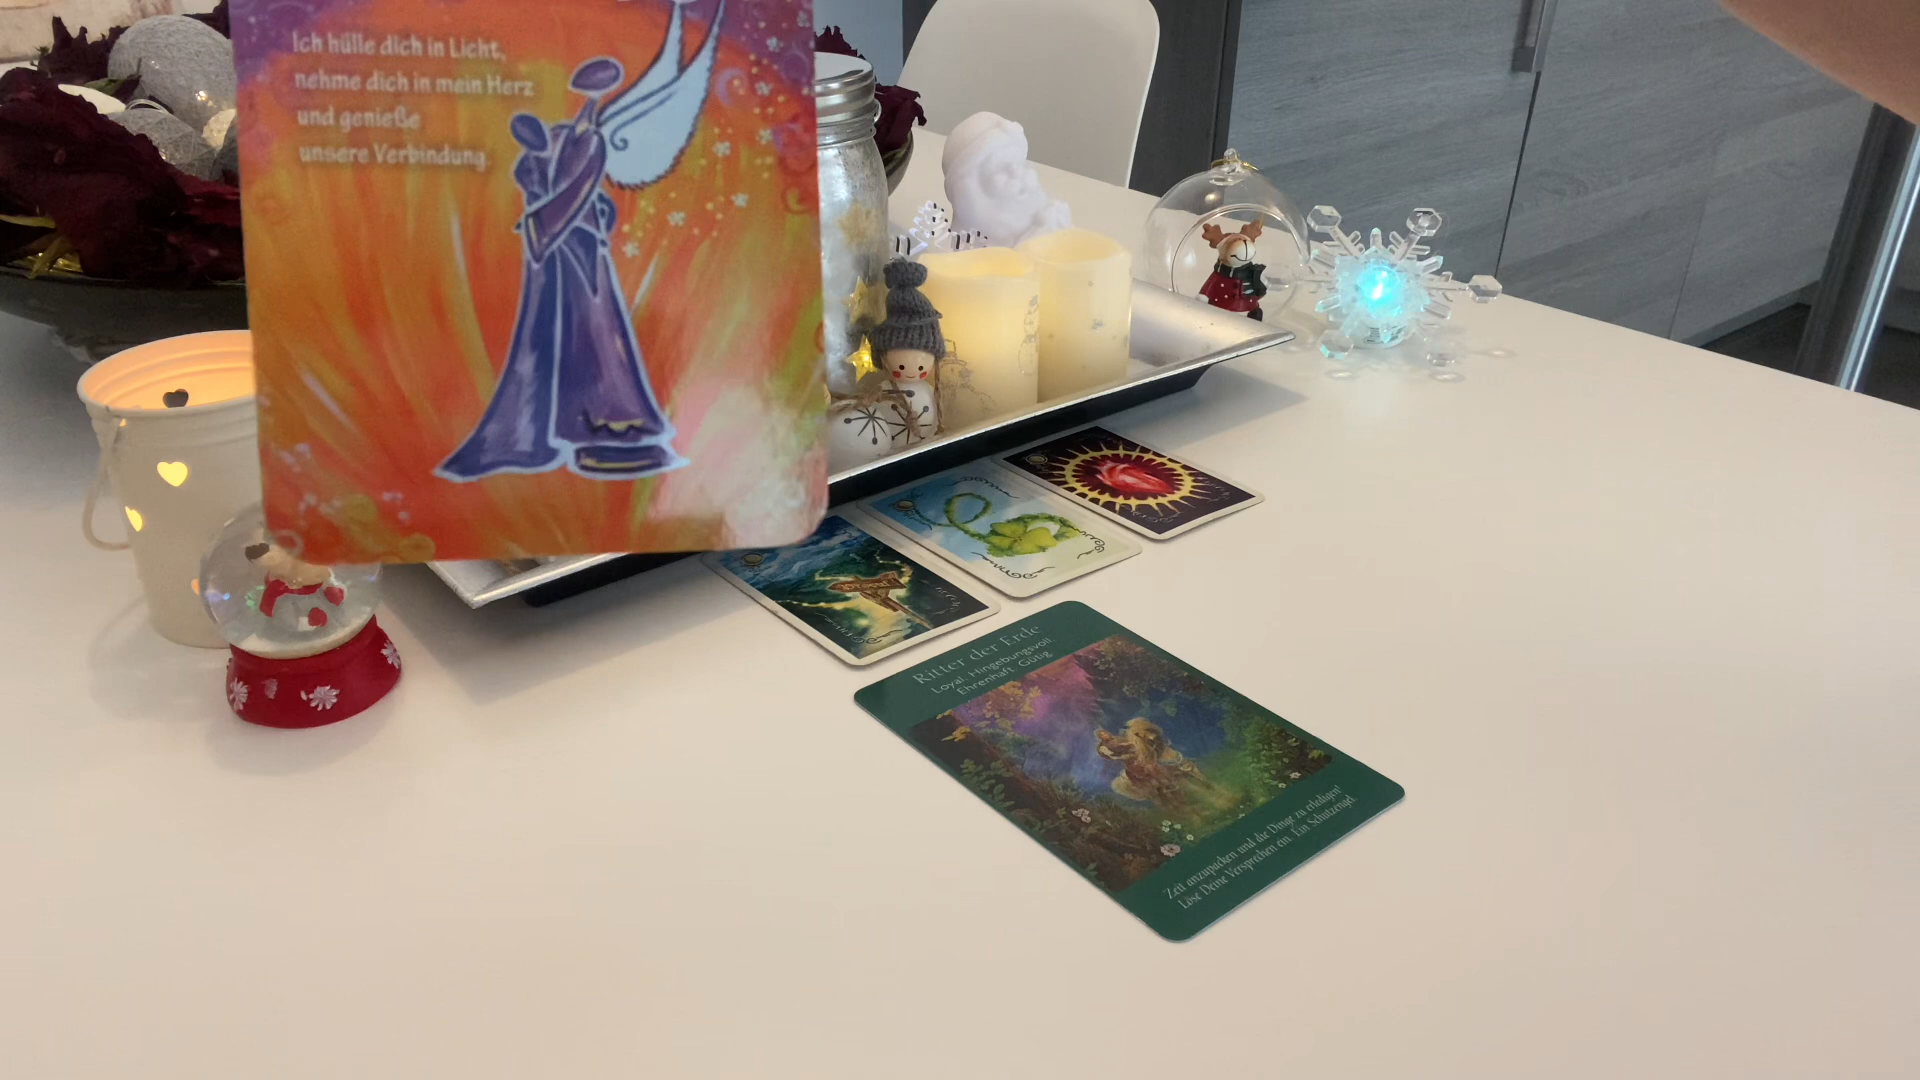 Ich hülle dich in Licht,
nehme dich in mein Herz
und genieße
unsere Verbindung.
Ritter der Erde
Loyal. Hingebungsvoll.
Ehrenhaft. Gütig
Zeit anzupacken und die Dinge zu erledigen!
Löse Deine Versprechen ein. Ein Schutzengel.